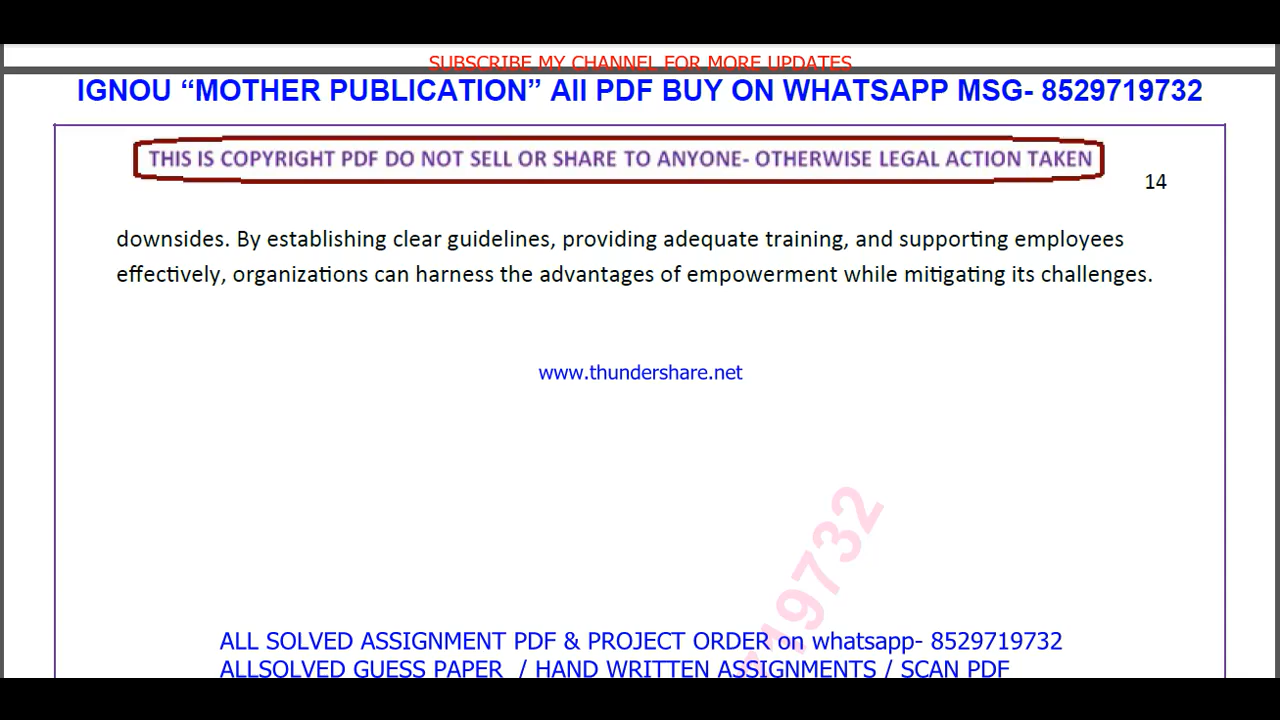 SUBSCRIBE MY CHANNEL FOR MORE UPDATES
IGNOU “MOTHER PUBLICATION” All PDF BUY ON WHATSAPP MSG- 8529719732
THIS IS COPYRIGHT PDF DO NOT SELL OR SHARE TO ANYONE- OTHERWISE LEGAL ACTION TAKEN
14
downsides. By establishing clear guidelines, providing adequate training, and supporting employees
effectively, organizations can harness the advantages of empowerment while mitigating its challenges.
www.thundershare.net
19732
ALL SOLVED ASSIGNMENT PDF & PROJECT ORDER on whatsapp- 8529719732
ALLSOLVED GUESS PAPER / HAND WRITTEN ASSIGNMENTS / SCAN PDF